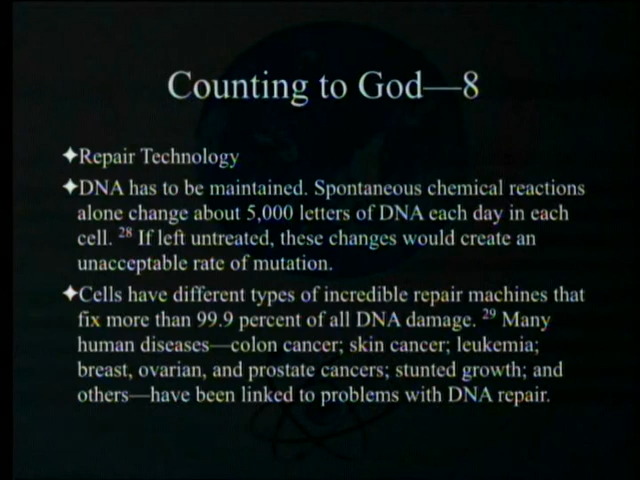 Counting to God—8
✦Repair Technology
✦DNA has to be maintained. Spontaneous chemical reactions
alone change about 5,000 letters of DNA each day in each
cell. 28 If left untreated, these changes would create an
unacceptable rate of mutation.
✦Cells have different types of incredible repair machines that
fix more than 99.9 percent of all DNA damage. 29 Many
human diseases—colon cancer; skin cancer; leukemia;
breast, ovarian, and prostate cancers; stunted growth; and
others—have been linked to problems with DNA repair.